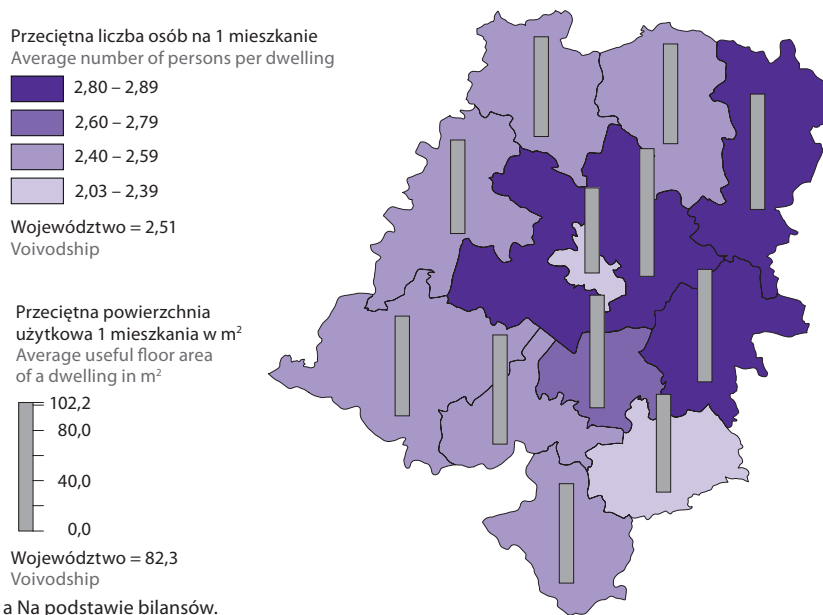 Przeciętna liczba osób na 1 mieszkanie
Average number of persons per dwelling
2,80 – 2,89
2,60 – 2,79
2,40 – 2,59
2,03 – 2,39
Województwo = 2,51
Voivodship
Przeciętna powierzchnia
użytkowa 1 mieszkania w m²
Average useful floor area
of a dwelling in m²
102,2
80,0
40,0
0,0
Województwo = 82,3
Voivodship
a Na podstawie bilansów.